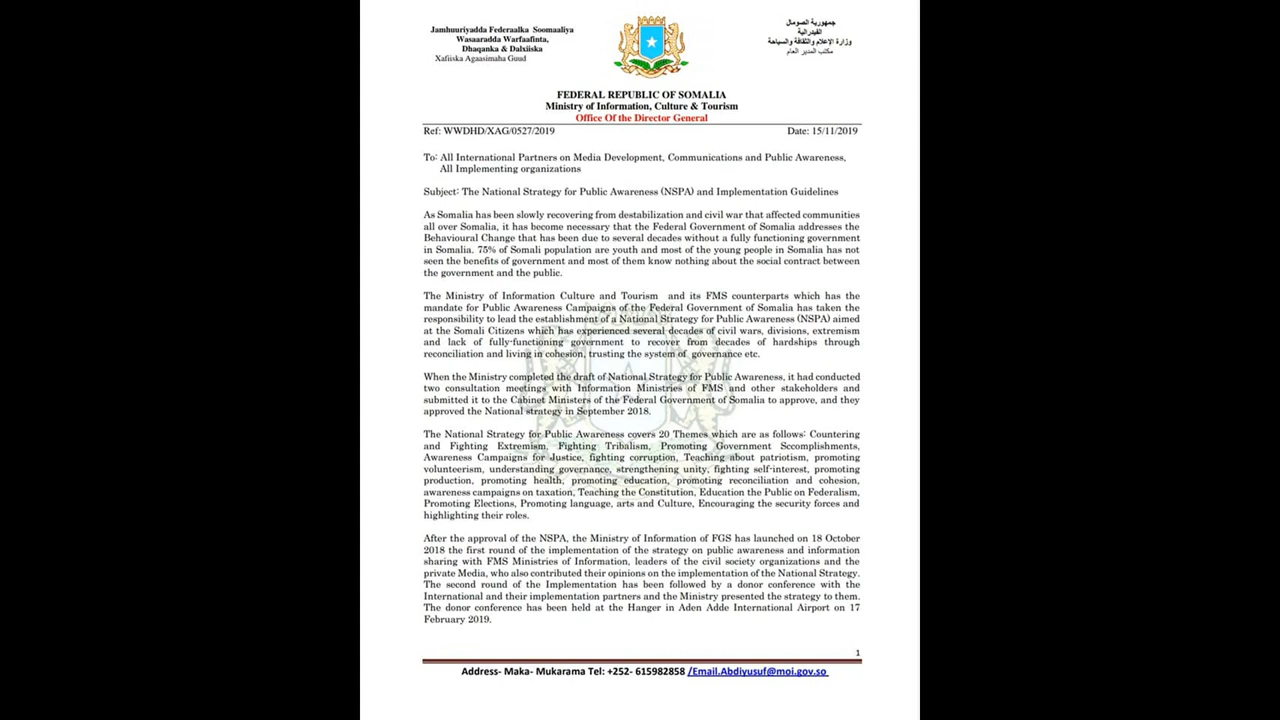 Jamhuuriyadda Federaalka Soomaaliya
Wasaaradda Warfaafinta,
Dhaqanka & Dalxiiska
Xafiiska Agaasimaha Guud
جمهورية الصومال
الفيدرالية
وزارة الإعلام والثقافة والسياحة
مكتب المدير العام
FEDERAL REPUBLIC OF SOMALIA
Ministry of Information, Culture & Tourism
Office Of the Director General
Ref: WWDHD/XAG/0527/2019
Date: 15/11/2019
To: All International Partners on Media Development, Communications and Public Awareness,
All Implementing organizations
Subject: The National Strategy for Public Awareness (NSPA) and Implementation Guidelines
As Somalia has been slowly recovering from destabilization and civil war that affected communities
all over Somalia, it has become necessary that the Federal Government of Somalia addresses the
Behavioural Change that has been due to several decades without a fully functioning government
in Somalia. 75% of Somali population are youth and most of the young people in Somalia has not
seen the benefits of government and most of them know nothing about the social contract between
the government and the public.
The Ministry of Information Culture and Tourism and its FMS counterparts which has the
mandate for Public Awareness Campaigns of the Federal Government of Somalia has taken the
responsibility to lead the establishment of a National Strategy for Public Awareness (NSPA) aimed
at the Somali Citizens which has experienced several decades of civil wars, divisions, extremism
and lack of fully-functioning government to recover from decades of hardships through
reconciliation and living in cohesion, trusting the system of governance etc.
When the Ministry completed the draft of National Strategy for Public Awareness, it had conducted
two consultation meetings with Information Ministries of FMS and other stakeholders and
submitted it to the Cabinet Ministers of the Federal Government of Somalia to approve, and they
approved the National strategy in September 2018.
The National Strategy for Public Awareness covers 20 Themes which are as follows: Countering
and Fighting Extremism, Fighting Tribalism, Promoting Government Sccomplishments,
Awareness Campaigns for Justice, fighting corruption, Teaching about patriotism, promoting
volunteerism, understanding governance, strengthening unity, fighting self-interest, promoting
production, promoting health, promoting education, promoting reconciliation and cohesion,
awareness campaigns on taxation, Teaching the Constitution, Education the Public on Federalism,
Promoting Elections, Promoting language, arts and Culture, Encouraging the security forces and
highlighting their roles.
After the approval of the NSPA, the Ministry of Information of FGS has launched on 18 October
2018 the first round of the implementation of the strategy on public awareness and information
sharing with FMS Ministries of Information, leaders of the civil society organizations and the
private Media, who also contributed their opinions on the implementation of the National Strategy.
The second round of the Implementation has been followed by a donor conference with the
International and their implementation partners and the Ministry presented the strategy to them.
The donor conference has been held at the Hanger in Aden Adde International Airport on 17
February 2019.
1
Address- Maka- Mukarama Tel: +252- 615982858 /Email.Abdiyusuf@moi.gov.so